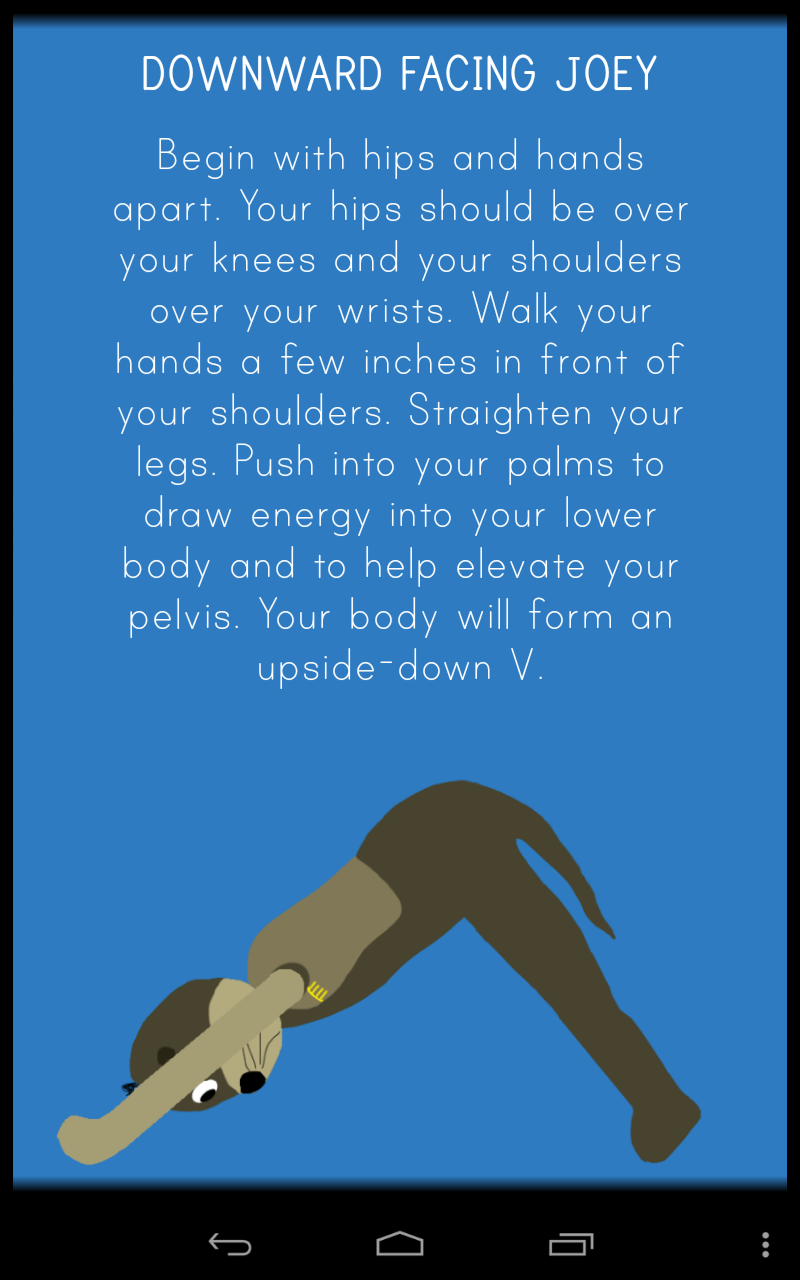 DOWNWARD FACING JOEY
Begin with hips and hands
apart. Your hips should be over
your knees and your shoulders
over your wrists. Walk your
hands a few inches in front of
your shoulders. Straighten your
legs. Push into your palms to
draw energy into your lower
body and to help elevate your
pelvis. Your body will form an
upside-down V.